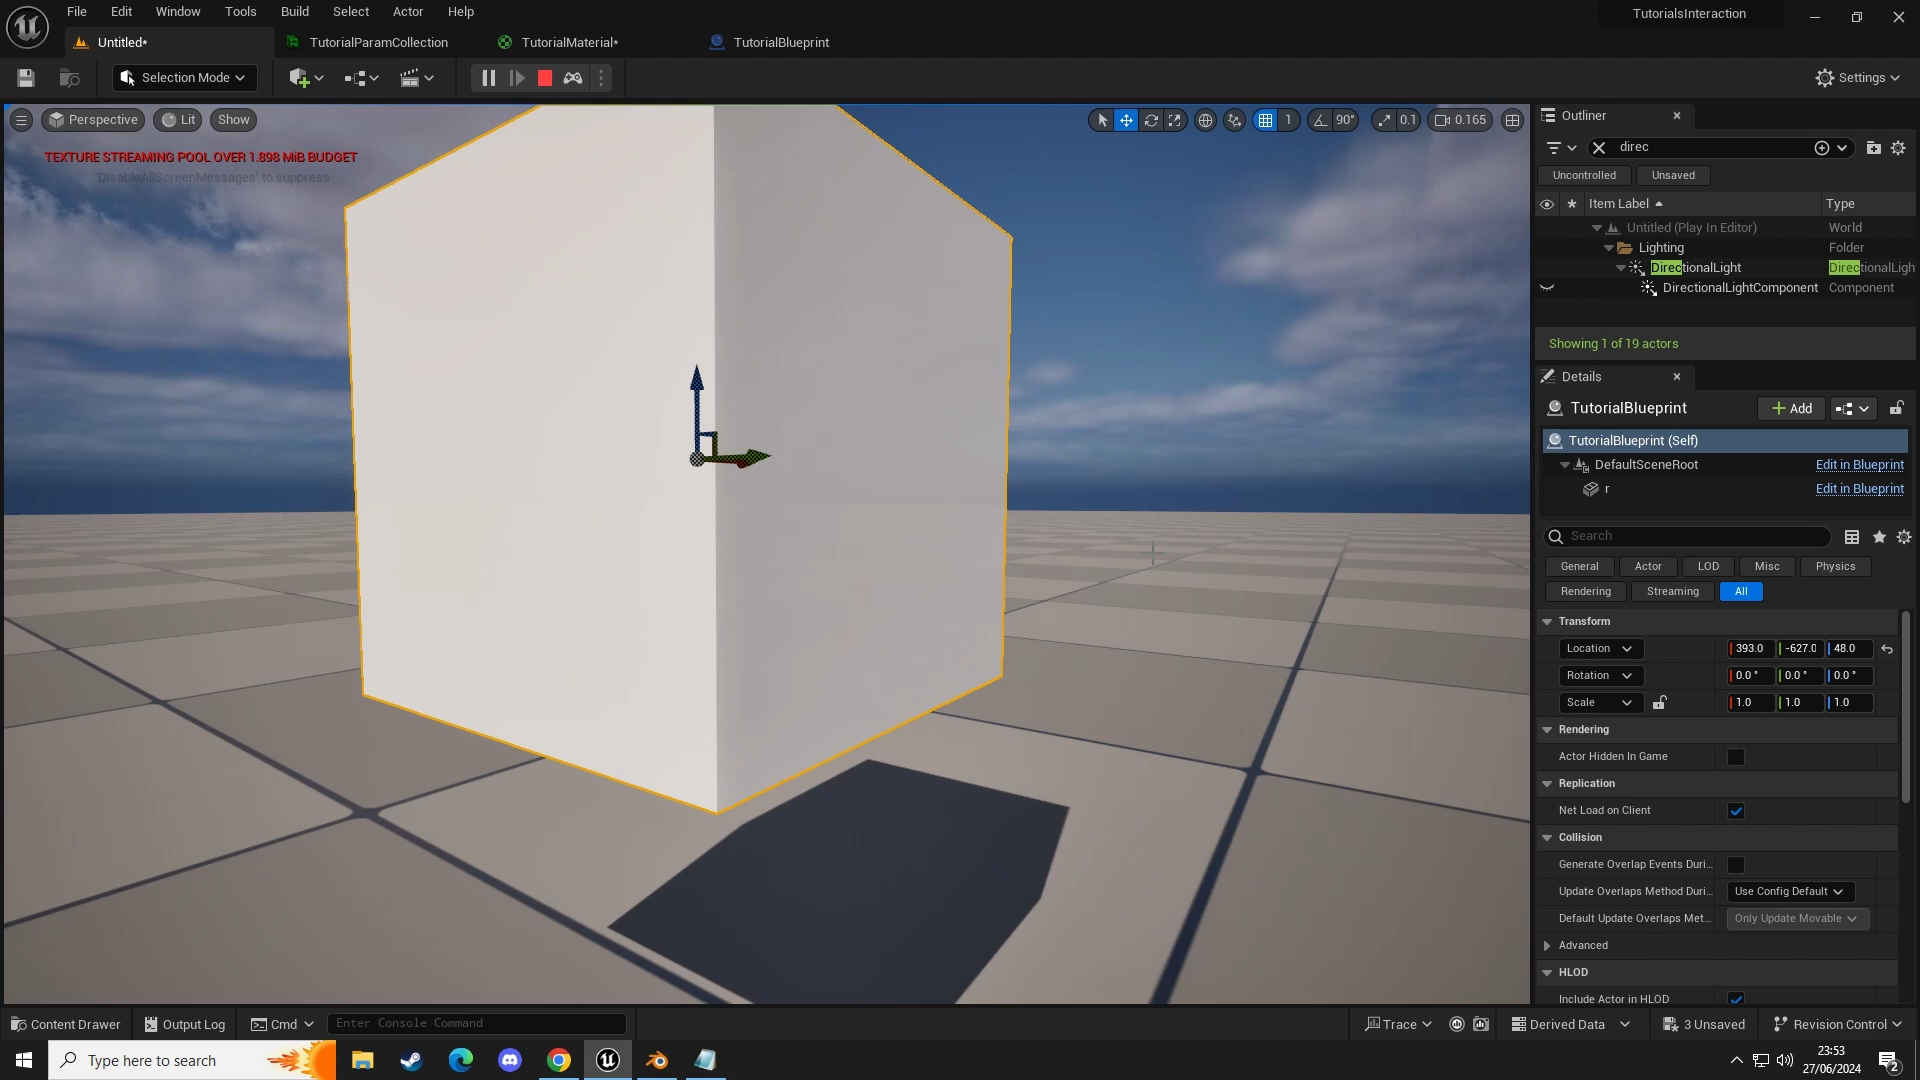 File Edit Window Tools Build Select Actor Help
TutorialsInteraction
Untitled*
TutorialParamCollection
TutorialMaterial*
TutorialBlueprint
Selection Mode
Settings
Perspective Lit Show
1 90° 0.1 0.165
TEXTURE STREAMING POOL OVER 1.898 MiB BUDGET
'DisableAllScreenMessages' to suppress
Outliner
direc
Uncontrolled Unsaved
Item Label Type
Untitled (Play In Editor) World
Lighting Folder
DirectionalLight DirectionalLigh
DirectionalLightComponent Component
Showing 1 of 19 actors
Details
TutorialBlueprint Add
TutorialBlueprint (Self)
DefaultSceneRoot Edit in Blueprint
r Edit in Blueprint
Search
General Actor LOD Misc Physics
Rendering Streaming All
Transform
Location 393.0 -627.0 48.0
Rotation 0.0° 0.0° 0.0°
Scale 1.0 1.0 1.0
Rendering
Actor Hidden In Game
Replication
Net Load on Client
Collision
Generate Overlap Events Duri...
Update Overlaps Method Duri... Use Config Default
Default Update Overlaps Met... Only Update Movable
Advanced
HLOD
Include Actor in HLOD
Content Drawer Output Log Cmd Enter Console Command
Trace Derived Data 3 Unsaved Revision Control
Type here to search
23:53
27/06/2024
2